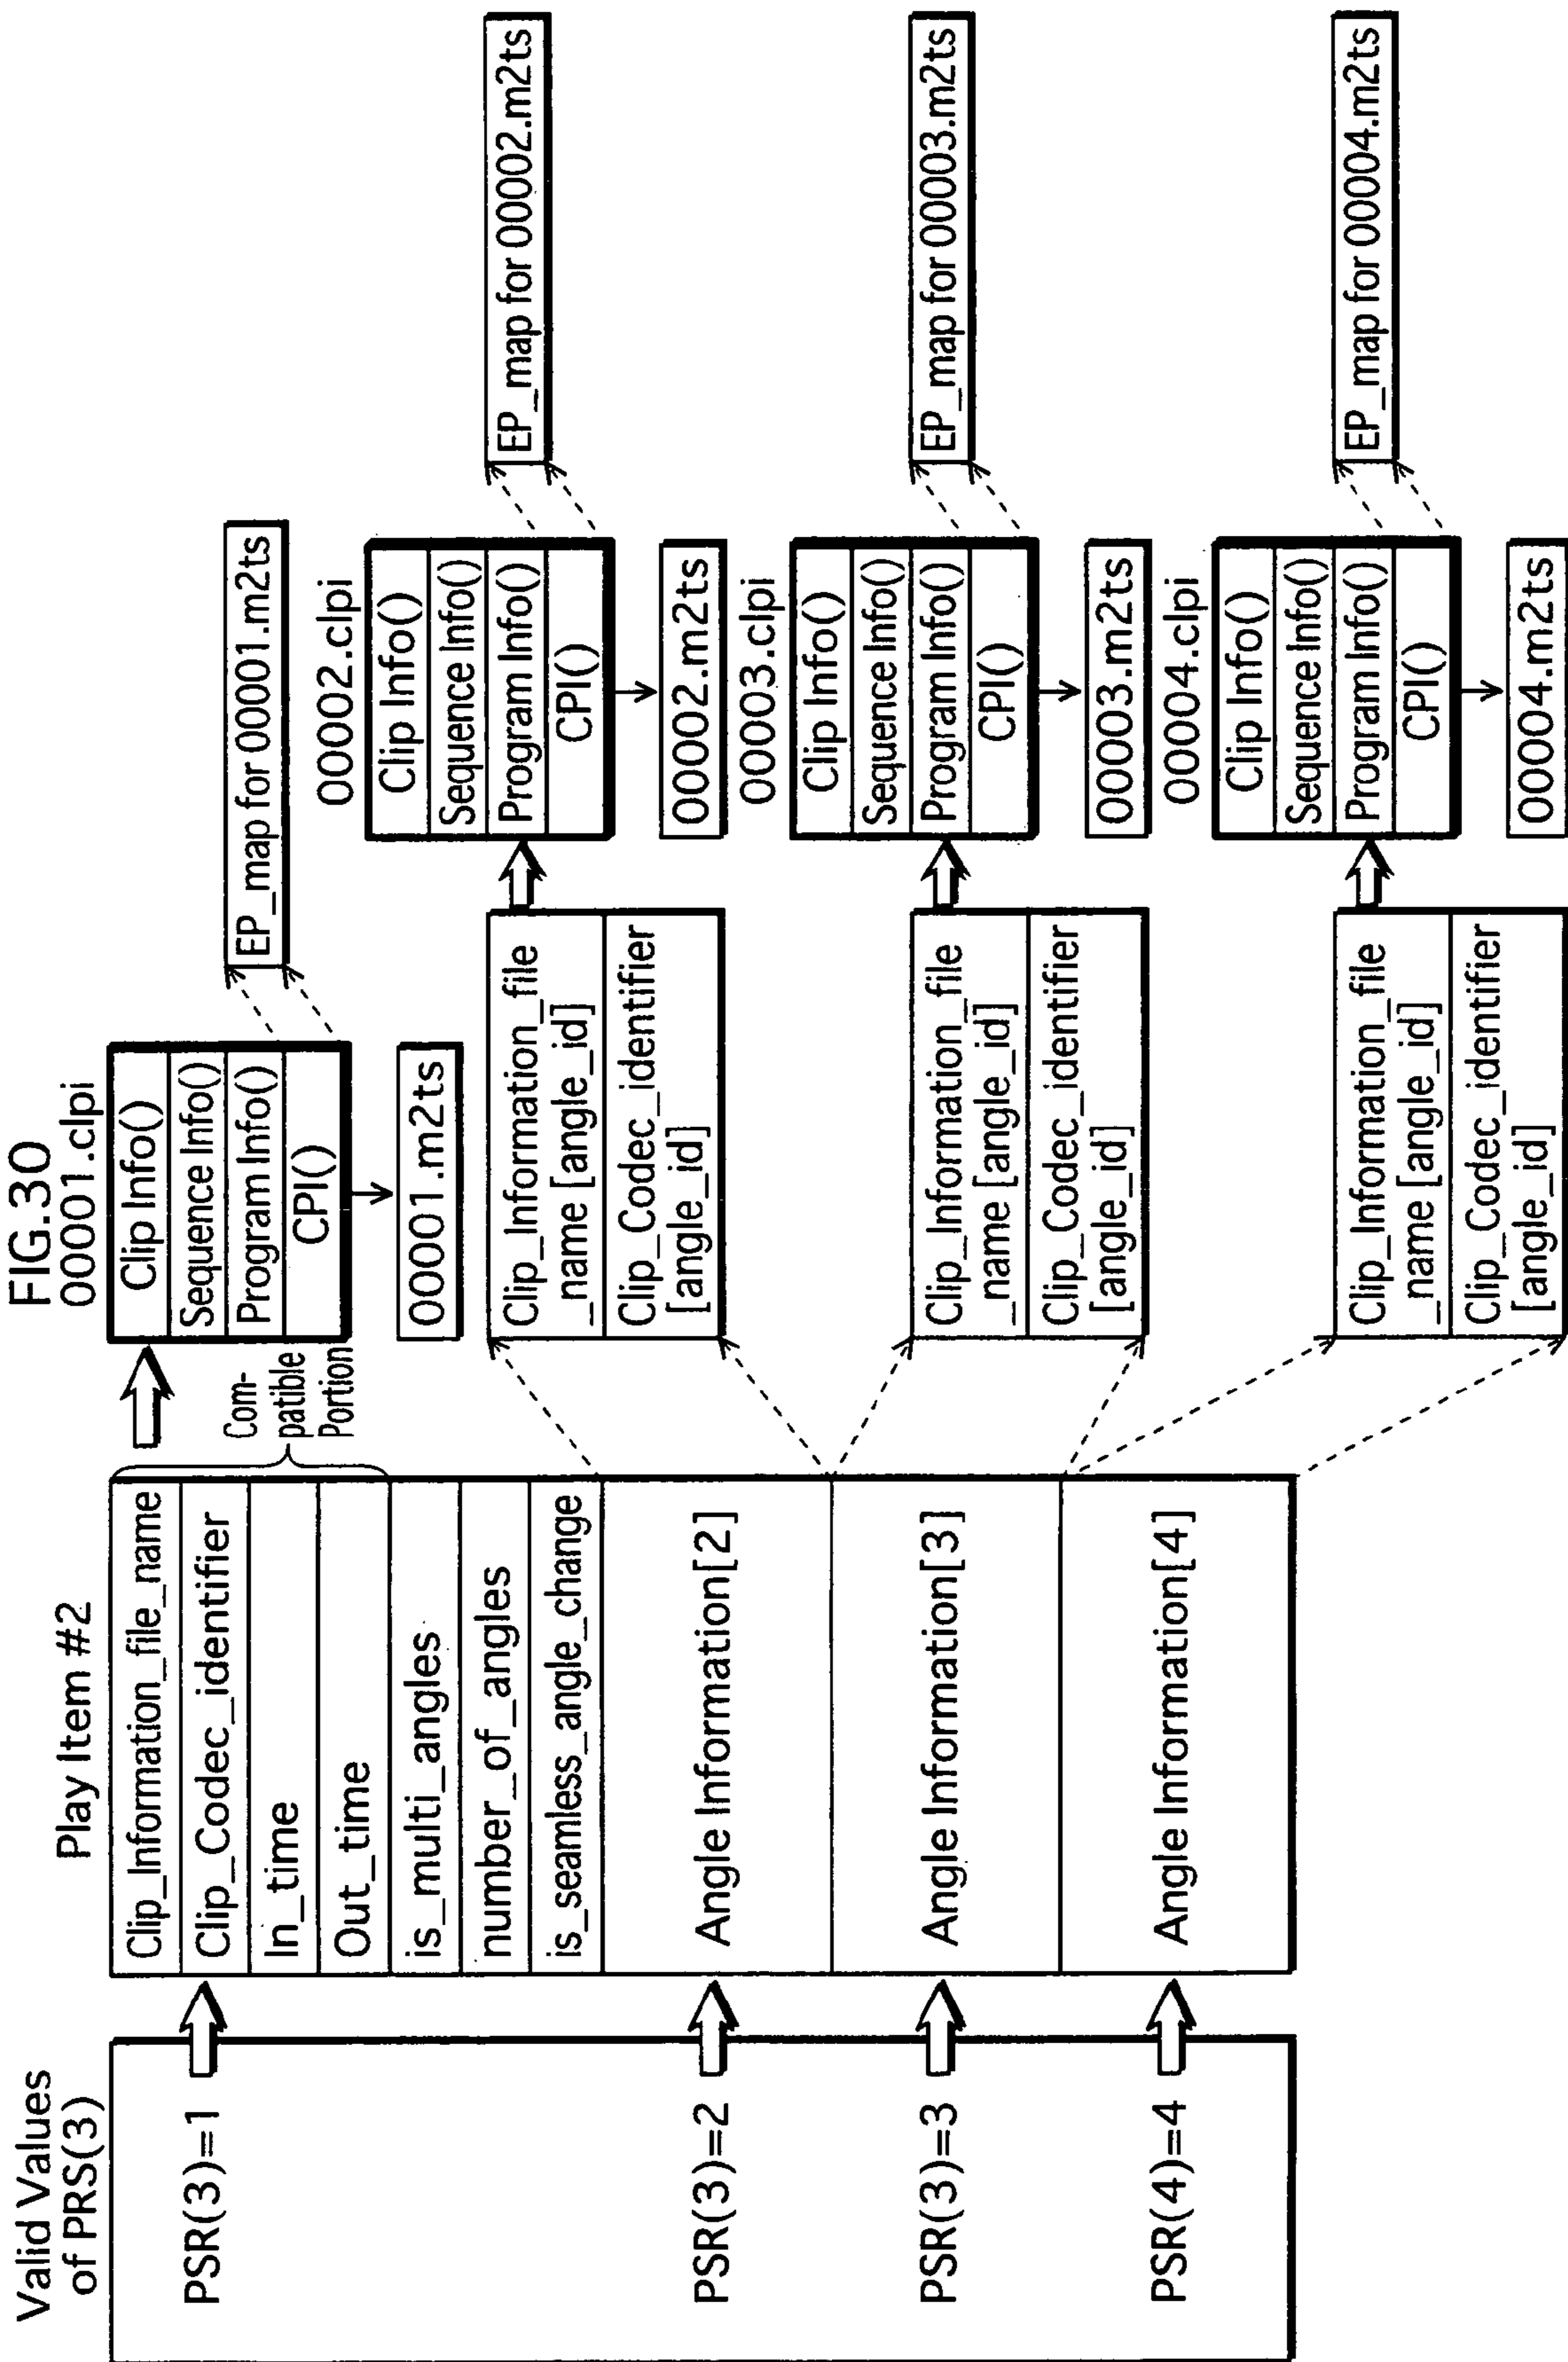 FIG.30
Valid Values
of PRS(3)
PSR(3)=1
PSR(3)=2
PSR(3)=3
PSR(4)=4
Play Item #2
Clip_Information_file_name
Clip_Codec_identifier
In_time
Out_time
is_multi_angles
number_of_angles
is_seamless_angle_change
Angle Information[2]
Angle Information[3]
Angle Information[4]
Com-
patible
Portion
00001.clpi
Clip Info()
Sequence Info()
Program Info()
CPI()
00001.m2ts
EP_map for 00001.m2ts
Clip_Information_file
_name [angle_id]
Clip_Codec_identifier
[angle_id]
00002.clpi
Clip Info()
Sequence Info()
Program Info()
CPI()
00002.m2ts
EP_map for 00002.m2ts
Clip_Information_file
_name [angle_id]
Clip_Codec_identifier
[angle_id]
00003.clpi
Clip Info()
Sequence Info()
Program Info()
CPI()
00003.m2ts
EP_map for 00003.m2ts
Clip_Information_file
_name [angle_id]
Clip_Codec_identifier
[angle_id]
00004.clpi
Clip Info()
Sequence Info()
Program Info()
CPI()
00004.m2ts
EP_map for 00004.m2ts